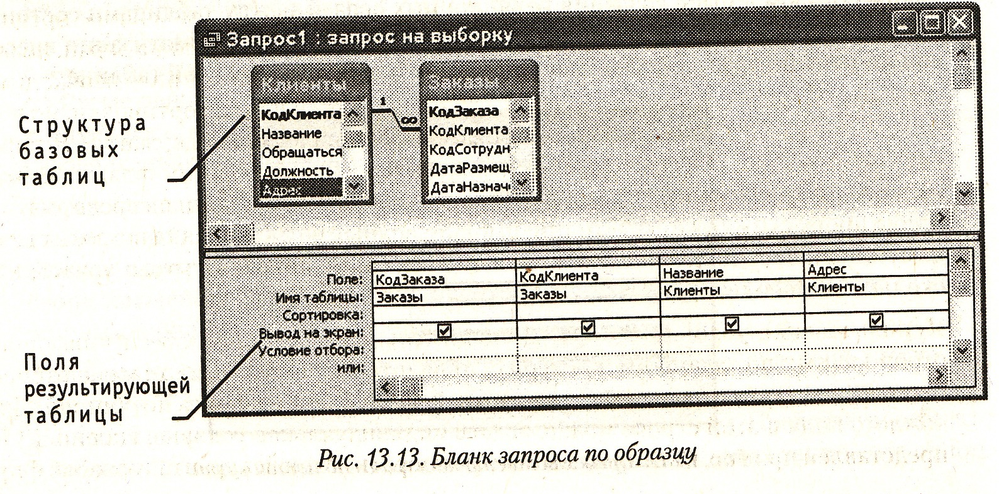 Запрос1 : запрос на выборку
Клиенты
КодКлиента
Название
Обращаться
Должность
Адрес
1
∞
Заказы
КодЗаказа
КодКлиента
КодСотрудн
ДатаРазмещ
ДатаНазнач
Структура
базовых
таблиц
Поле: КодЗаказа КодКлиента Название Адрес
Имя таблицы: Заказы Заказы Клиенты Клиенты
Сортировка:
Вывод на экран:
Условие отбора:
или:
Поля
результирующей
таблицы
Рис. 13.13. Бланк запроса по образцу